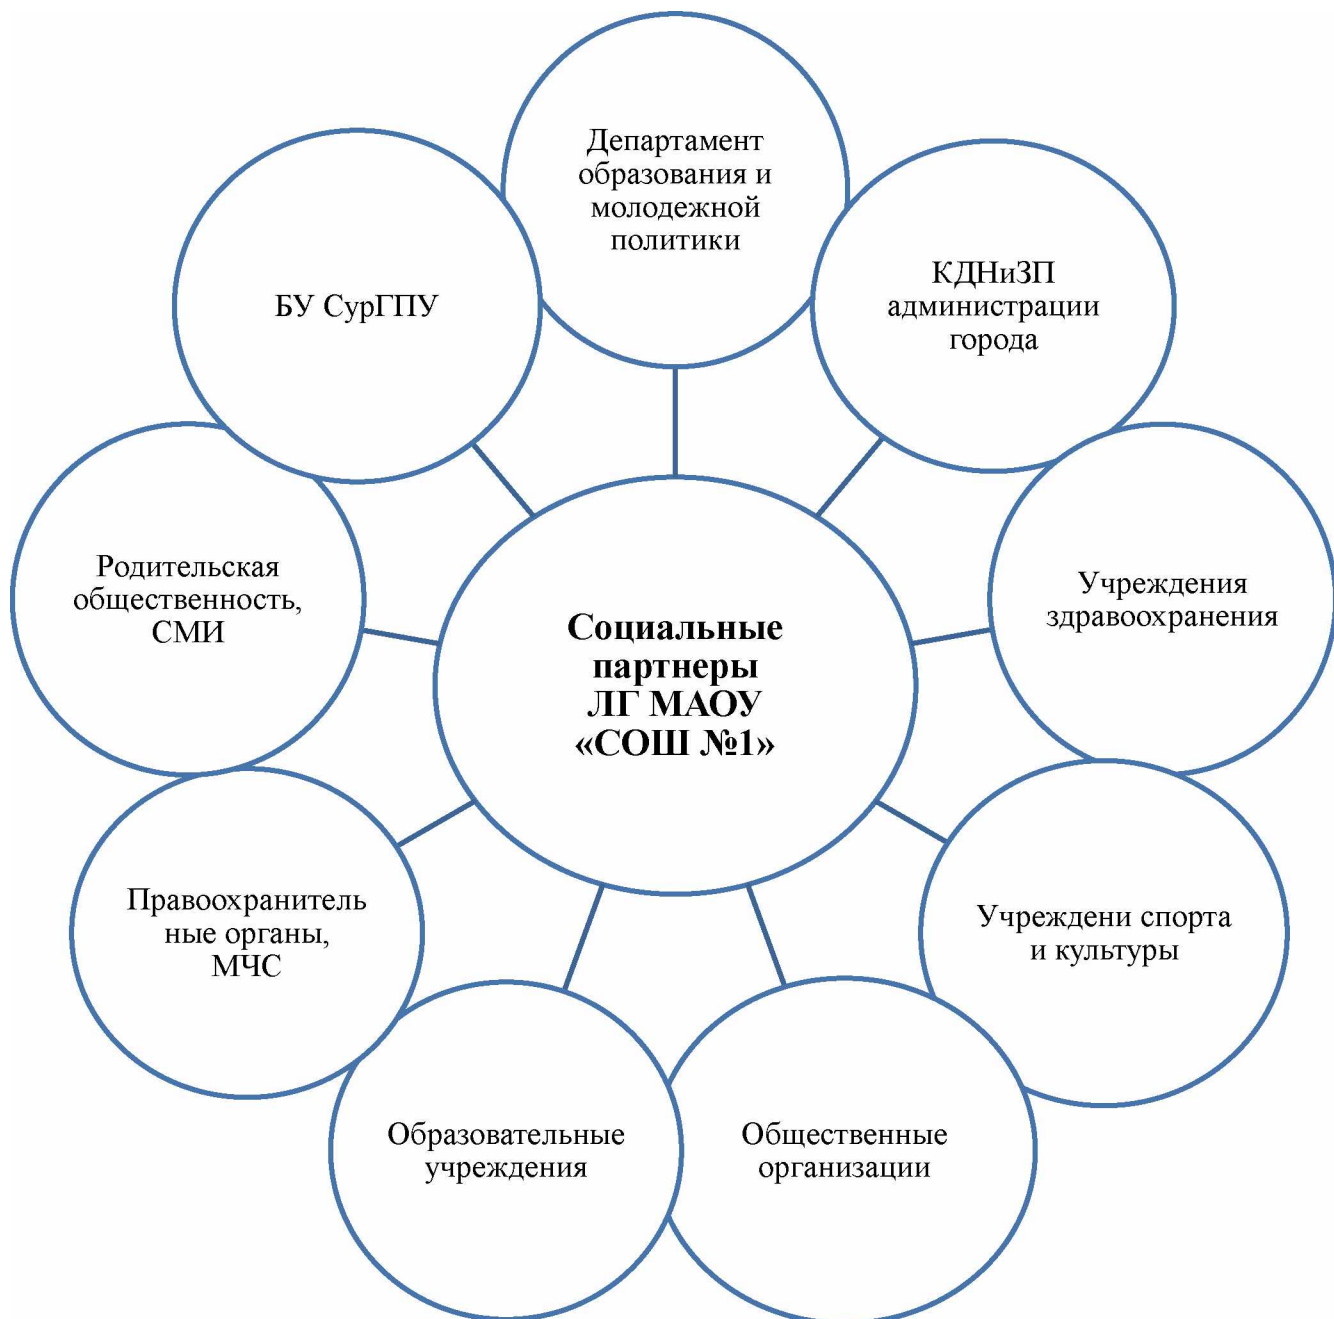 Департамент
образования и
молодежной
политики
КДНиЗП
администрации
города
Учреждения
здравоохранения
Учреждени спорта
и культуры
Общественные
организации
Образовательные
учреждения
Правоохранитель
ные органы,
МЧС
Родительская
общественность,
СМИ
БУ СурГПУ
Социальные
партнеры
ЛГ МАОУ
«СОШ №1»